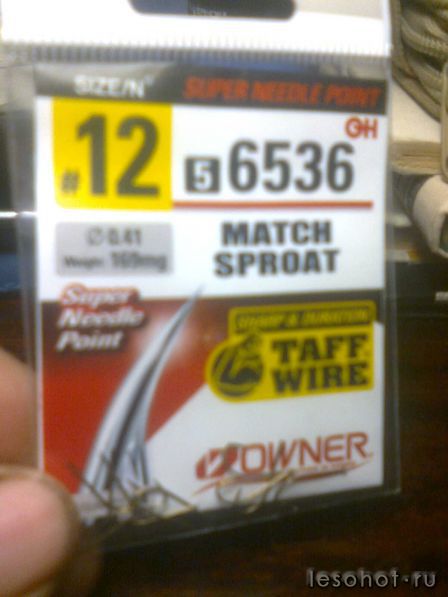 SIZE/N°
SUPER NEEDLE POINT
#12
GH
5 6536
Ø 0.41
Weight: 169mg
MATCH
SPROAT
Super
Needle
Point
SHARP & DURATION
TAFF
WIRE
OWNER
lesohot.ru